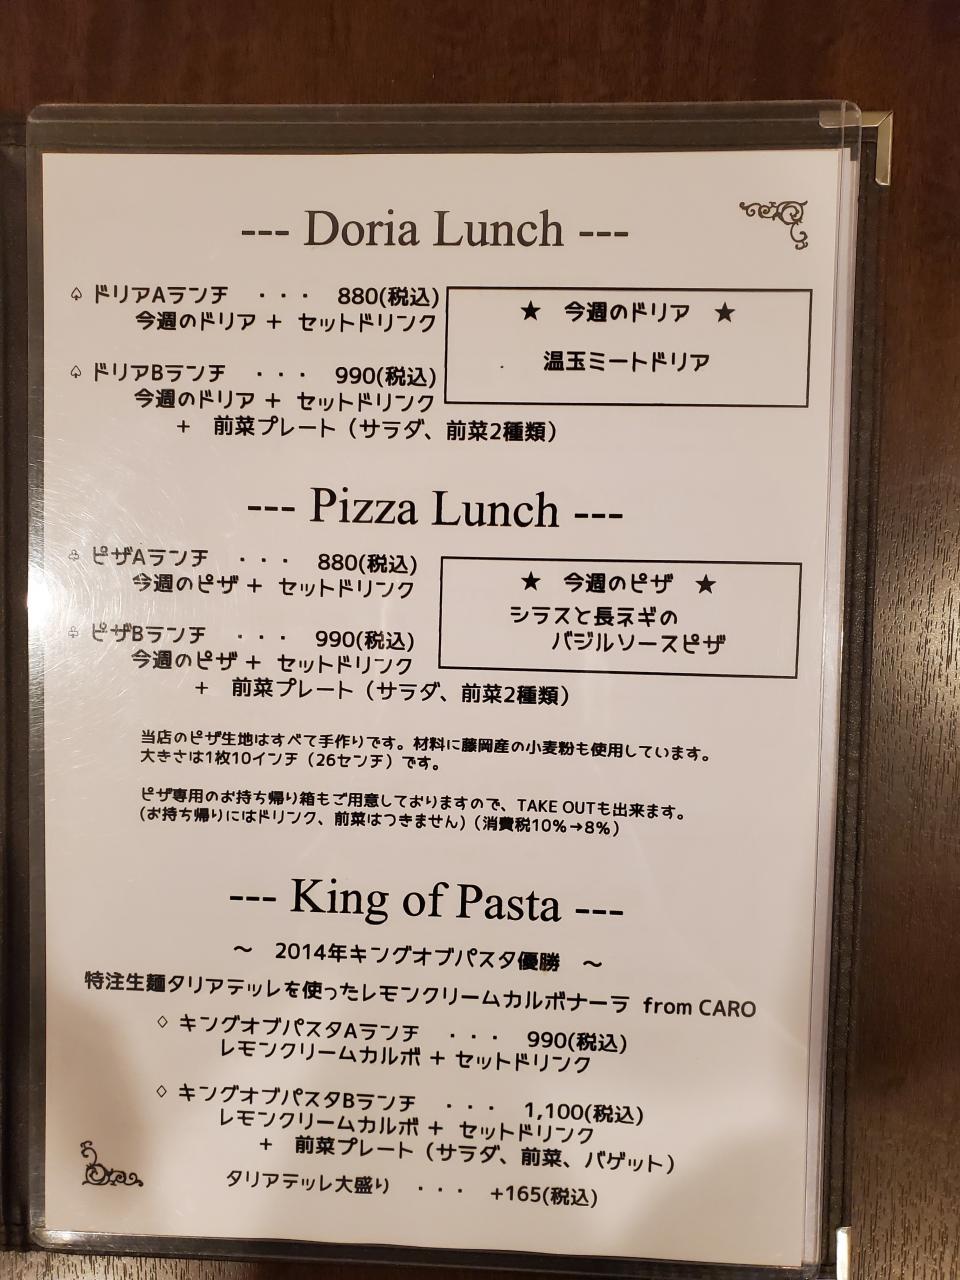 --- Doria Lunch ---
♤ ドリアAランチ ・・・ 880(税込)
今週のドリア + セットドリンク
★ 今週のドリア ★
温玉ミートドリア
♤ ドリアBランチ ・・・ 990(税込)
今週のドリア + セットドリンク
+ 前菜プレート（サラダ、前菜2種類）
--- Pizza Lunch ---
♧ ピザAランチ ・・・ 880(税込)
今週のピザ + セットドリンク
★ 今週のピザ ★
シラスと長ネギの
バジルソースピザ
♧ ピザBランチ ・・・ 990(税込)
今週のピザ + セットドリンク
+ 前菜プレート（サラダ、前菜2種類）
当店のピザ生地はすべて手作りです。材料に藤岡産の小麦粉も使用しています。
大きさは1枚10インチ（26センチ）です。
ピザ専用のお持ち帰り箱もご用意しておりますので、TAKE OUTも出来ます。
(お持ち帰りにはドリンク、前菜はつきません)（消費税10%→8%）
--- King of Pasta ---
～ 2014年キングオブパスタ優勝 ～
特注生麺タリアテッレを使ったレモンクリームカルボナーラ from CARO
♢ キングオブパスタAランチ ・・・ 990(税込)
レモンクリームカルボ + セットドリンク
♢ キングオブパスタBランチ ・・・ 1,100(税込)
レモンクリームカルボ + セットドリンク
+ 前菜プレート（サラダ、前菜、バゲット）
タリアテッレ大盛り ・・・ +165(税込)